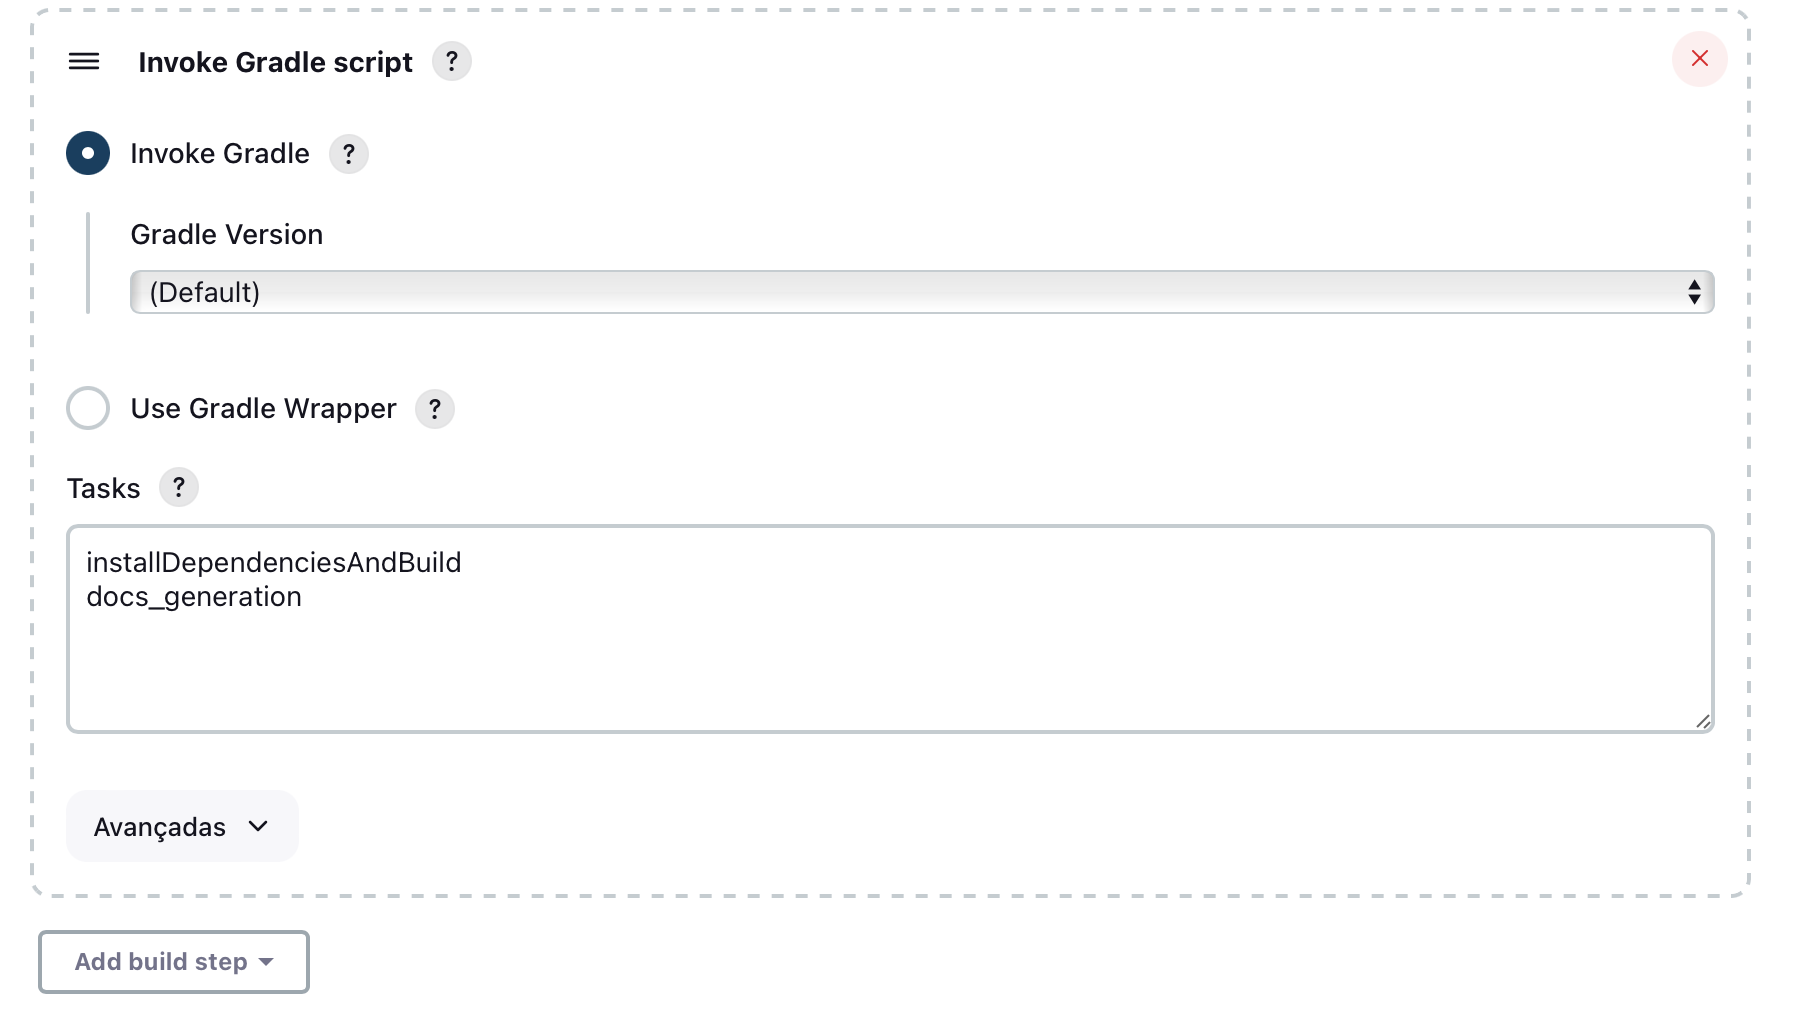 Invoke Gradle script ?
Invoke Gradle ?
Gradle Version
(Default)
Use Gradle Wrapper ?
Tasks ?
installDependenciesAndBuild
docs_generation
Avançadas
Add build step